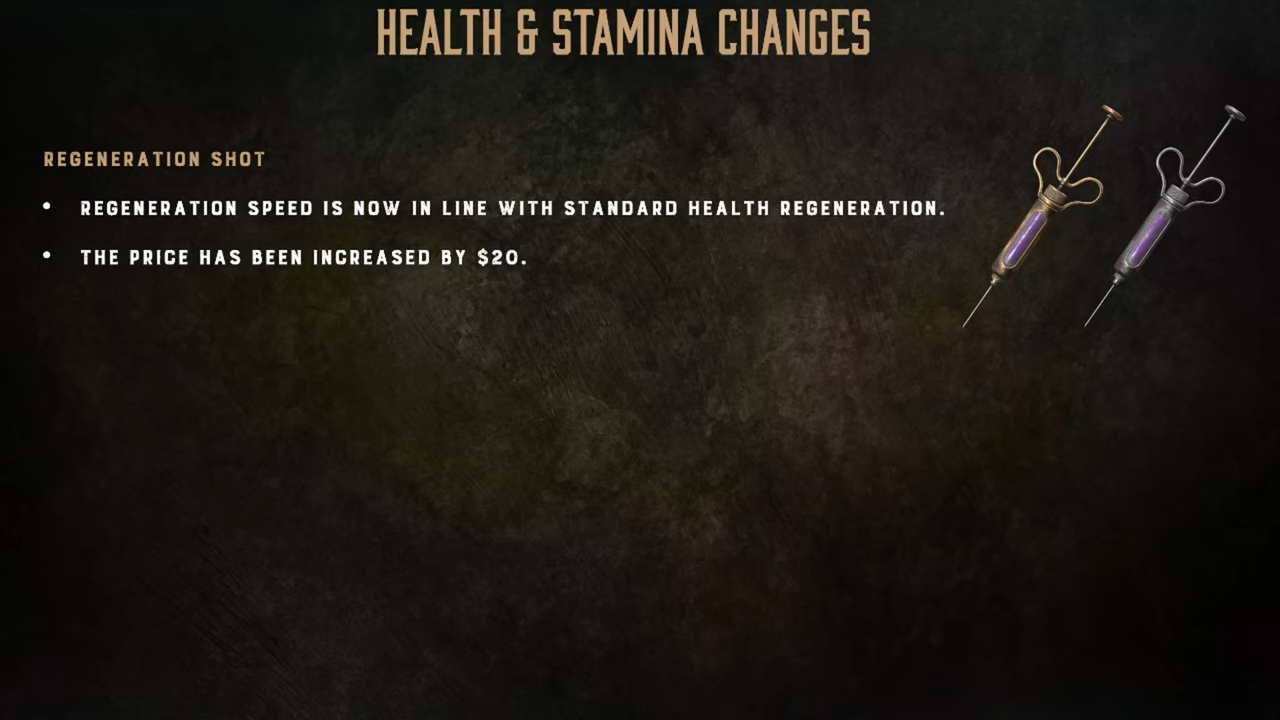 HEALTH & STAMINA CHANGES
REGENERATION SHOT
• REGENERATION SPEED IS NOW IN LINE WITH STANDARD HEALTH REGENERATION.
• THE PRICE HAS BEEN INCREASED BY $20.